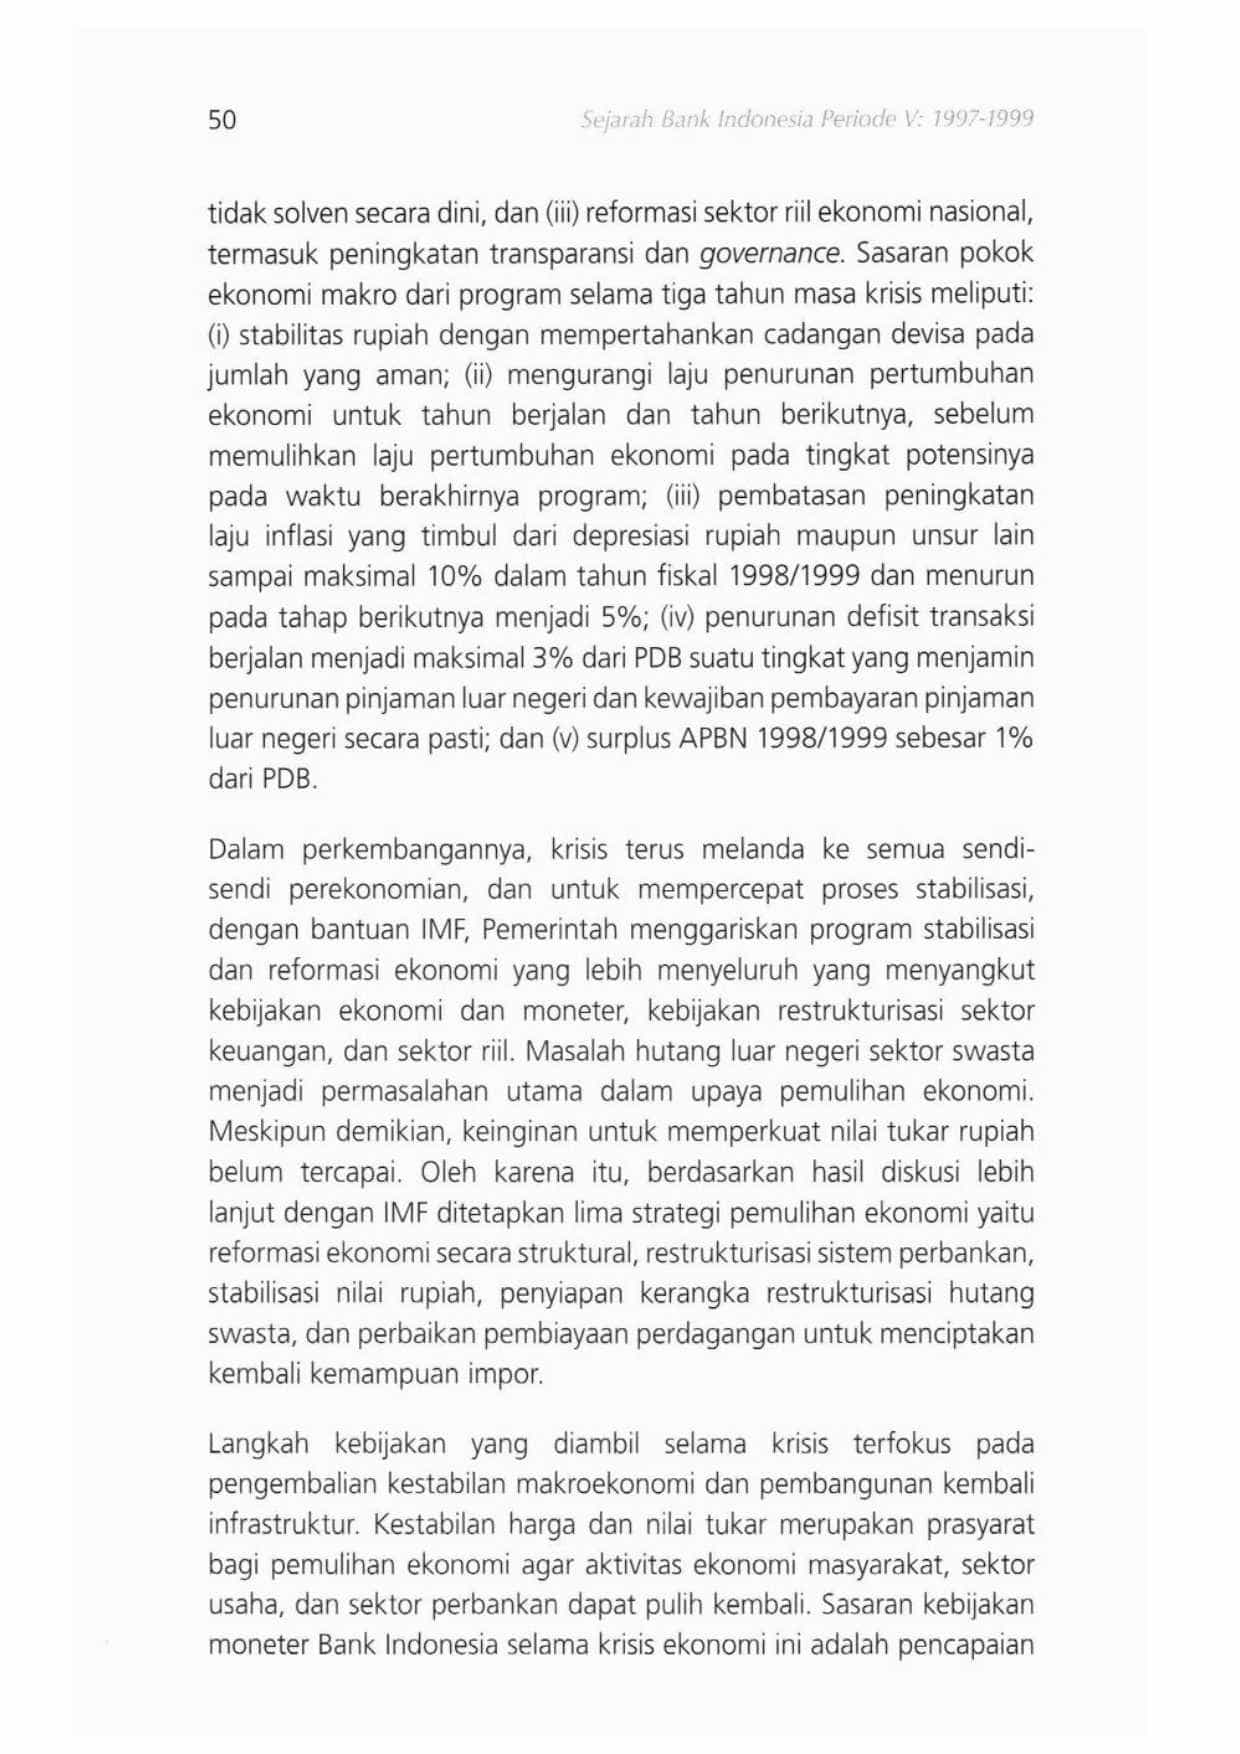 50
Sejarah Bank Indonesia Periode V: 1997-1999
tidak solven secara dini, dan (iii) reformasi sektor riil ekonomi nasional,
termasuk peningkatan transparansi dan governance. Sasaran pokok
ekonomi makro dari program selama tiga tahun masa krisis meliputi:
(i) stabilitas rupiah dengan mempertahankan cadangan devisa pada
jumlah yang aman; (ii) mengurangi laju penurunan pertumbuhan
ekonomi untuk tahun berjalan dan tahun berikutnya, sebelum
memulihkan laju pertumbuhan ekonomi pada tingkat potensinya
pada waktu berakhirnya program; (iii) pembatasan peningkatan
laju inflasi yang timbul dari depresiasi rupiah maupun unsur lain
sampai maksimal 10% dalam tahun fiskal 1998/1999 dan menurun
pada tahap berikutnya menjadi 5%; (iv) penurunan defisit transaksi
berjalan menjadi maksimal 3% dari PDB suatu tingkat yang menjamin
penurunan pinjaman luar negeri dan kewajiban pembayaran pinjaman
luar negeri secara pasti; dan (v) surplus APBN 1998/1999 sebesar 1%
dari PDB.
Dalam perkembangannya, krisis terus melanda ke semua sendi-
sendi perekonomian, dan untuk mempercepat proses stabilisasi,
dengan bantuan IMF, Pemerintah menggariskan program stabilisasi
dan reformasi ekonomi yang lebih menyeluruh yang menyangkut
kebijakan ekonomi dan moneter, kebijakan restrukturisasi sektor
keuangan, dan sektor riil. Masalah hutang luar negeri sektor swasta
menjadi permasalahan utama dalam upaya pemulihan ekonomi.
Meskipun demikian, keinginan untuk memperkuat nilai tukar rupiah
belum tercapai. Oleh karena itu, berdasarkan hasil diskusi lebih
lanjut dengan IMF ditetapkan lima strategi pemulihan ekonomi yaitu
reformasi ekonomi secara struktural, restrukturisasi sistem perbankan,
stabilisasi nilai rupiah, penyiapan kerangka restrukturisasi hutang
swasta, dan perbaikan pembiayaan perdagangan untuk menciptakan
kembali kemampuan impor.
Langkah kebijakan yang diambil selama krisis terfokus pada
pengembalian kestabilan makroekonomi dan pembangunan kembali
infrastruktur. Kestabilan harga dan nilai tukar merupakan prasyarat
bagi pemulihan ekonomi agar aktivitas ekonomi masyarakat, sektor
usaha, dan sektor perbankan dapat pulih kembali. Sasaran kebijakan
moneter Bank Indonesia selama krisis ekonomi ini adalah pencapaian